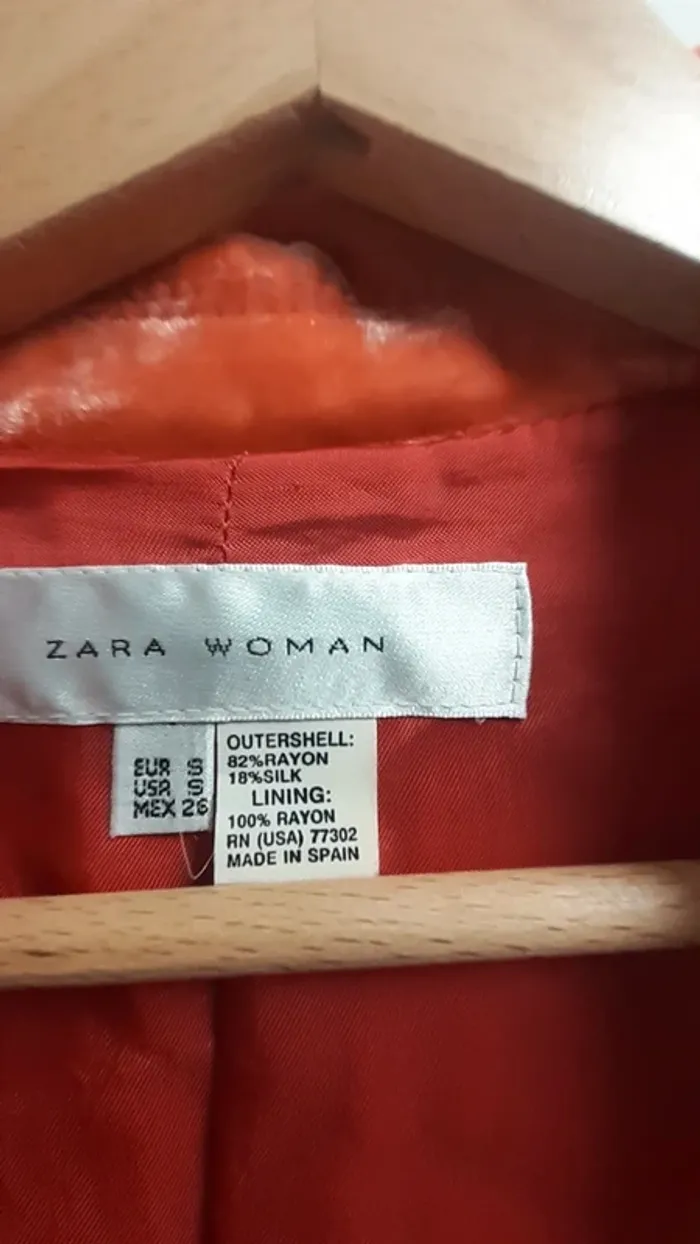 ZARA WOMAN
EUR S
USA S
MEX 26
OUTERSHELL:
82%RAYON
18%SILK
LINING:
100% RAYON
RN (USA) 77302
MADE IN SPAIN